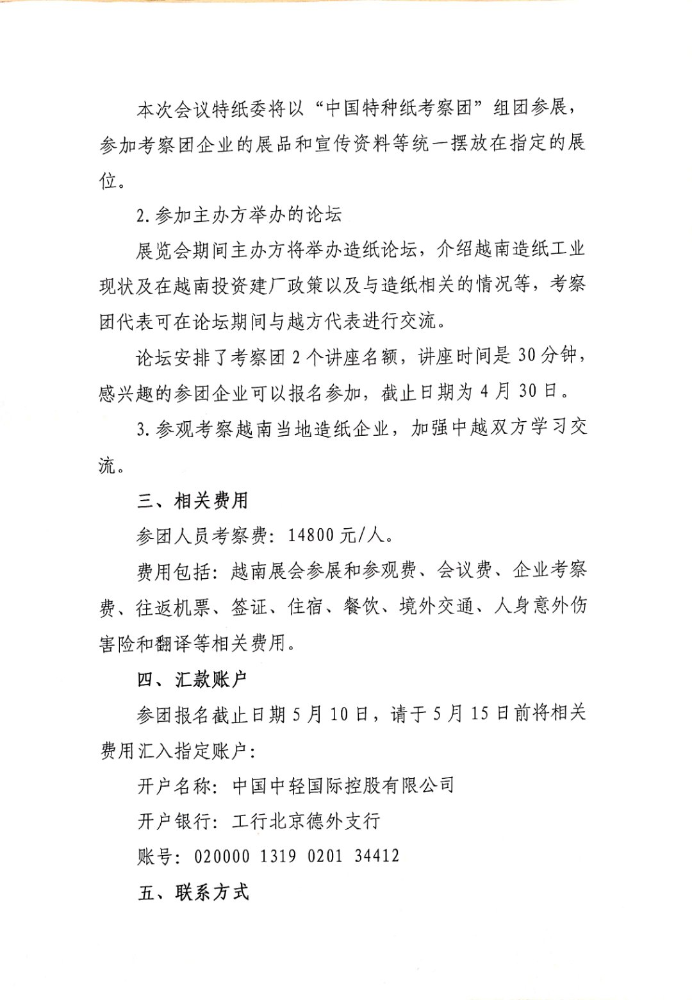 本次会议特纸委将以“中国特种纸考察团”组团参展，
参加考察团企业的展品和宣传资料等统一摆放在指定的展
位。
2.参加主办方举办的论坛
展览会期间主办方将举办造纸论坛，介绍越南造纸工业
现状及在越南投资建厂政策以及与造纸相关的情况等，考察
团代表可在论坛期间与越方代表进行交流。
论坛安排了考察团 2 个讲座名额，讲座时间是 30 分钟，
感兴趣的参团企业可以报名参加，截止日期为 4 月 30 日。
3.参观考察越南当地造纸企业，加强中越双方学习交
流。
三、相关费用
参团人员考察费：14800 元/人。
费用包括：越南展会参展和参观费、会议费、企业考察
费、往返机票、签证、住宿、餐饮、境外交通、人身意外伤
害险和翻译等相关费用。
四、汇款账户
参团报名截止日期 5 月 10 日，请于 5 月 15 日前将相关
费用汇入指定账户：
开户名称：中国中轻国际控股有限公司
开户银行：工行北京德外支行
账号：020000 1319 0201 34412
五、联系方式